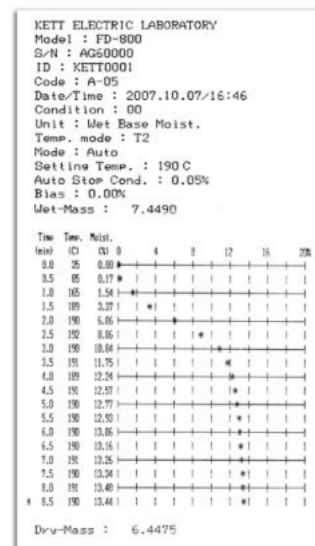 KETT ELECTRIC LABORATORY
Model : FD-800
S/N : AG60000
ID : KETT0001
Code : A-05
Date/Time : 2007.10.07/16:46
Condition : 00
Unit : Wet Base Moist.
Temp. mode : T2
Mode : Auto
Setting Temp. : 190 C
Auto Stop Cond. : 0.05%
Bias : 0.00%
Wet-Mass : 7.4490
Time Temp. Moist.
(min) (C) (%) 0 4 8 12 16 20%
0.0 35 0.00
0.5 85 0.17
1.0 165 1.54
1.5 189 3.37
2.0 190 6.06
2.5 192 8.86
3.0 190 10.84
3.5 191 11.75
4.0 189 12.24
4.5 191 12.57
5.0 190 12.77
5.5 190 12.93
6.0 190 13.06
6.5 190 13.16
7.0 191 13.26
7.5 190 13.34
8.0 191 13.40
* 8.5 190 13.44
Dry-Mass : 6.4475